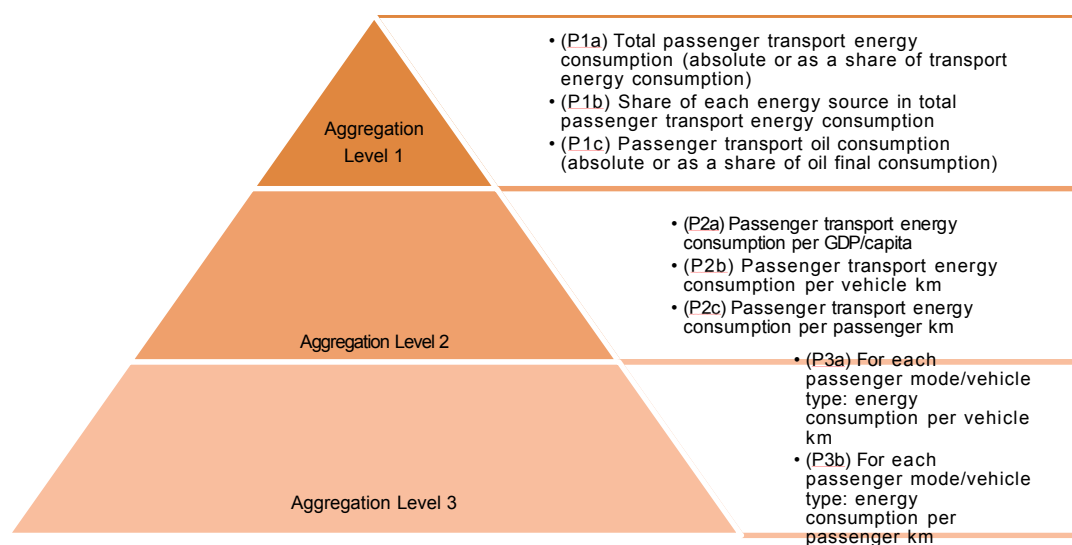 • (P1a) Total passenger transport energy
consumption (absolute or as a share of transport
energy consumption)
• (P1b) Share of each energy source in total
passenger transport energy consumption
• (P1c) Passenger transport oil consumption
(absolute or as a share of oil final consumption)
Aggregation
Level 1
• (P2a) Passenger transport energy
consumption per GDP/capita
• (P2b) Passenger transport energy
consumption per vehicle km
• (P2c) Passenger transport energy
consumption per passenger km
Aggregation Level 2
• (P3a) For each
passenger mode/vehicle
type: energy
consumption per vehicle
km
• (P3b) For each
passenger mode/vehicle
type: energy
consumption per
passenger km
Aggregation Level 3